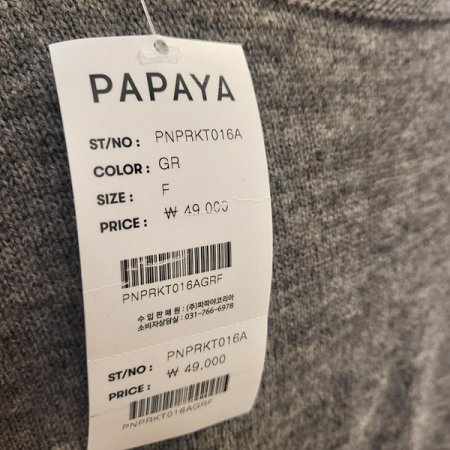 PAPAYA
ST/NO : PNPRKT016A
COLOR : GR
SIZE : F
PRICE : ₩ 49,000
PNPRKT016AGRF
수 입 판 매 원 : (주)파파야코리아
소비자상담실 : 031-766-6978
ST/NO : PNPRKT016A
PRICE : ₩ 49,000
PNPRKT016AGRF